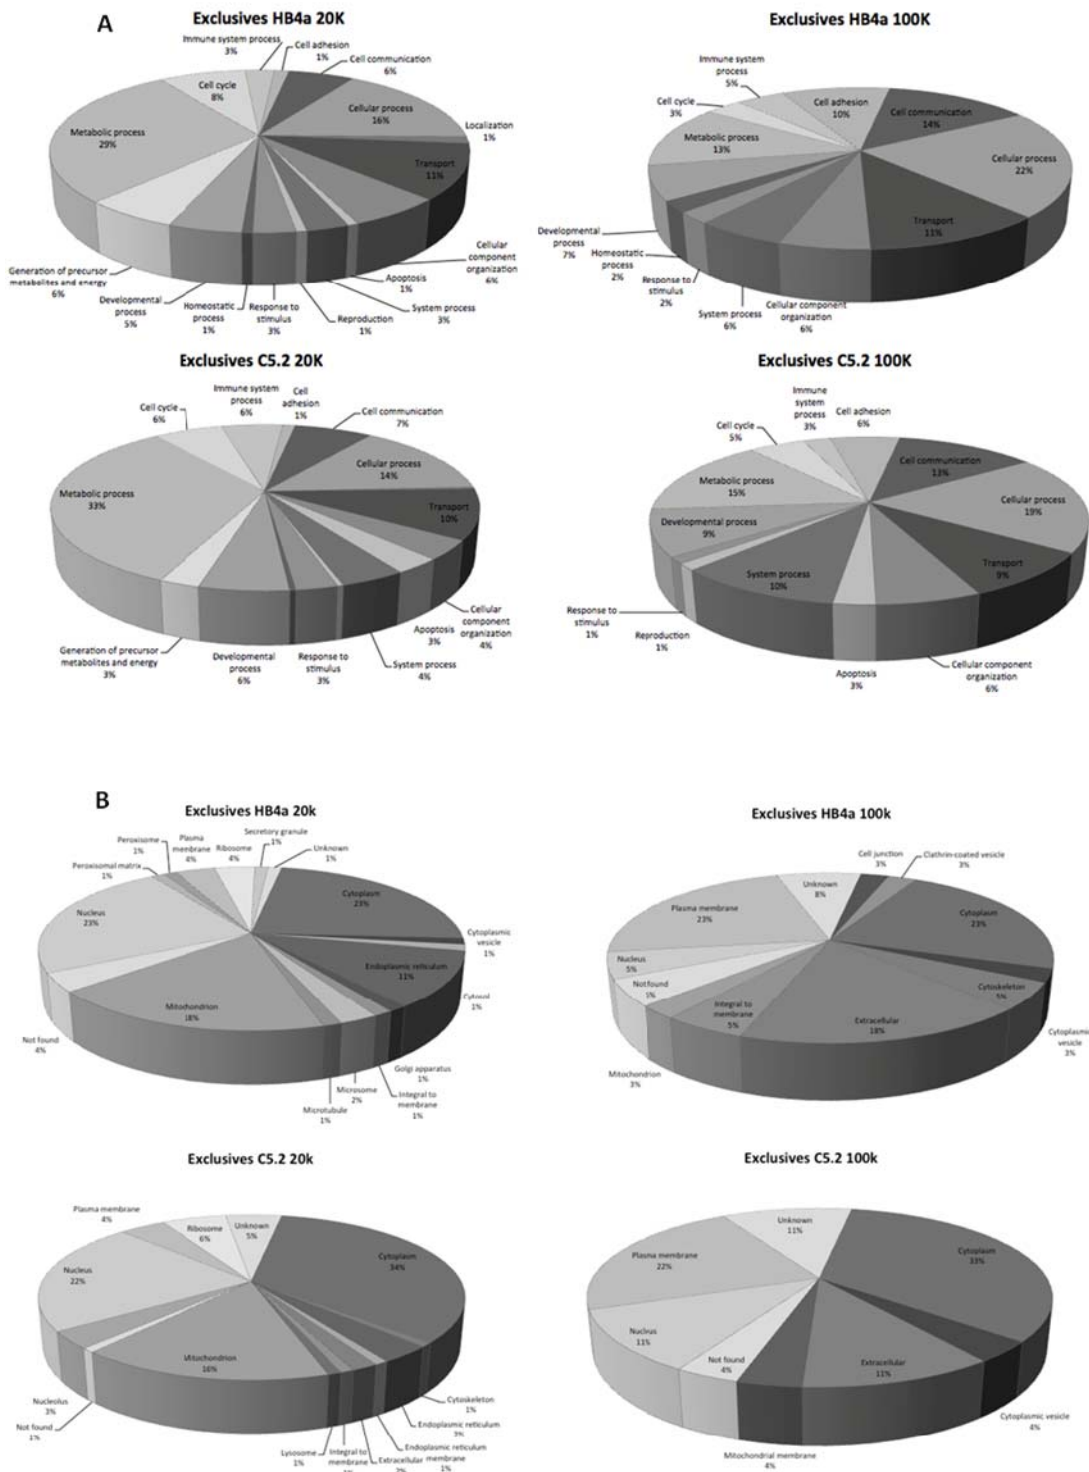 A
Exclusives HB4a 20K
Immune system process
3%
Cell adhesion
1%
Cell communication
6%
Cell cycle
8%
Cellular process
16%
Localization
1%
Metabolic process
29%
Transport
11%
Cellular
component
organization
6%
Apoptosis
1%
System process
3%
Reproduction
1%
Response to
stimulus
3%
Homeostatic
process
1%
Developmental
process
5%
Generation of precursor
metabolites and energy
6%
Exclusives HB4a 100K
Immune system
process
5%
Cell adhesion
10%
Cell communication
14%
Cell cycle
3%
Metabolic process
13%
Cellular process
22%
Transport
11%
Developmental
process
7%
Homeostatic
process
2%
Response to
stimulus
2%
System process
6%
Cellular component
organization
6%
Exclusives C5.2 20K
Immune system
process
6%
Cell
adhesion
1%
Cell cycle
6%
Cell communication
7%
Cellular process
14%
Metabolic process
33%
Transport
10%
Cellular
component
organization
4%
Apoptosis
3%
System process
4%
Response to
stimulus
3%
Developmental
process
6%
Generation of precursor
metabolites and energy
3%
Exclusives C5.2 100K
Immune
system
process
3%
Cell adhesion
6%
Cell cycle
5%
Cell communication
13%
Metabolic process
15%
Cellular process
19%
Developmental process
9%
System process
10%
Transport
9%
Response to
stimulus
1%
Reproduction
1%
Apoptosis
3%
Cellular component
organization
6%
B
Exclusives HB4a 20k
Peroxisome
1%
Plasma
membrane
4%
Ribosome
4%
Secretory granule
1%
Unknown
1%
Peroxisomal matrix
1%
Cytoplasm
23%
Nucleus
23%
Cytoplasmic
vesicle
1%
Endoplasmic reticulum
11%
Cytosol
1%
Mitochondrion
18%
Not found
4%
Golgi apparatus
1%
Integral to
membrane
1%
Microsome
2%
Microtubule
1%
Exclusives HB4a 100k
Cell junction
3%
Clathrin-coated vesicle
3%
Unknown
8%
Plasma membrane
23%
Cytoplasm
23%
Nucleus
5%
Not found
Cytoskeleton
5%
Integral to
membrane
5%
Extracellular
18%
Cytoplasmic
vesicle
3%
Mitochondrion
3%
Exclusives C5.2 20k
Plasma membrane
4%
Ribosome
6%
Unknown
5%
Cytoplasm
34%
Nucleus
22%
Mitochondrion
16%
Nucleolus
3%
Not found
1%
Cytaskeleton
1%
Endoplasmic reticulum
3%
Endoplasmic reticulum
membrane
1%
Extracellular
Integral to
membrane
Lysosome
1%
Exclusives C5.2 100k
Unknown
11%
Cytoplasm
33%
Plasma membrane
22%
Nucleus
11%
Not found
4%
Extracellular
11%
Cytoplasmic vesicle
4%
Mitochondrial membrane
4%